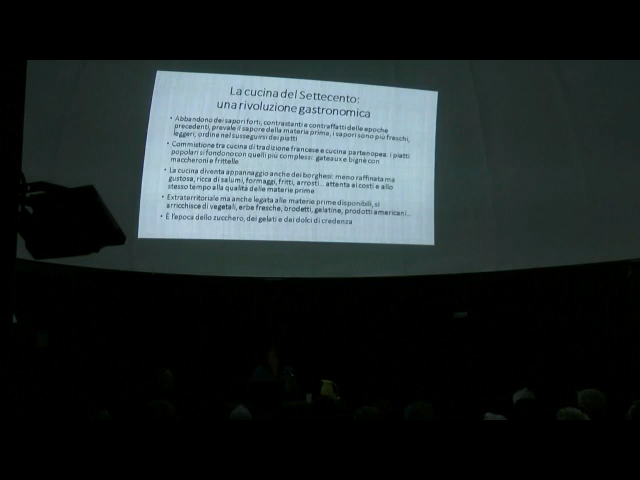 La cucina del Settecento:
una rivoluzione gastronomica
• Abbandono dei sapori forti, contrastanti e contraffatti delle epoche
precedenti, prevale il sapore della materia prima, i sapori sono più freschi,
leggeri, ordine nel susseguirsi dei piatti
• Commistione tra cucina di tradizione francese e cucina partenopea: i piatti
popolari si fondono con quelli più complessi: gateaux e bignè con
maccheroni e frittelle
• La cucina diventa appannaggio anche dei borghesi: meno raffinata ma
gustosa, ricca di salumi, formaggi, fritti, arrosti... attenta ai costi e allo
stesso tempo alla qualità delle materie prime
• Extraterritoriale ma anche legata alle materie prime disponibili, si
arricchisce di vegetali, erbe fresche, brodetti, gelatine, prodotti americani...
• È l'epoca dello zucchero, dei gelati e dei dolci di credenza